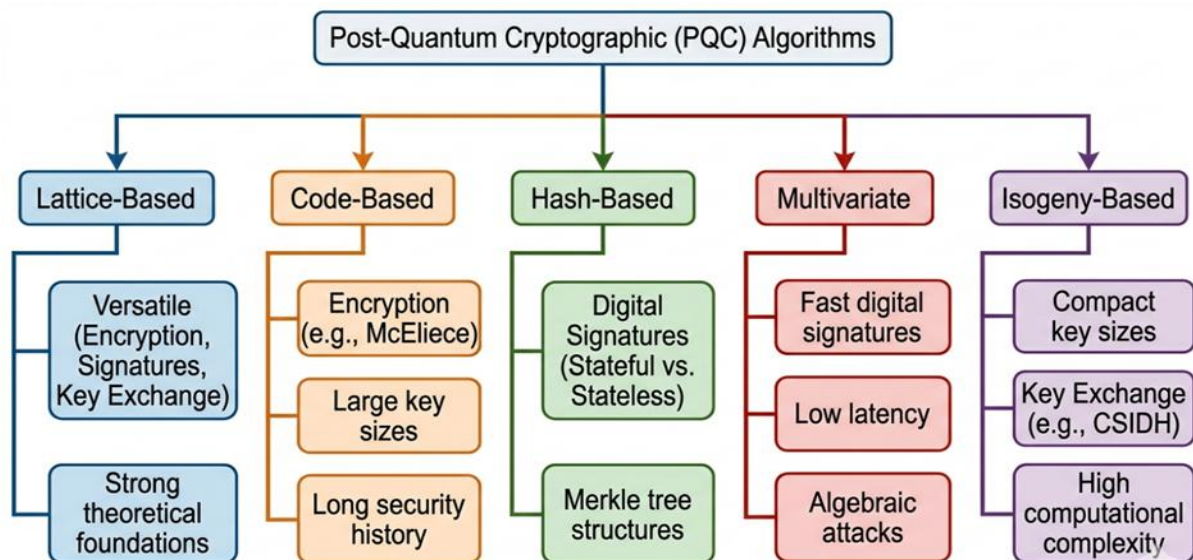 Post-Quantum Cryptographic (PQC) Algorithms
Lattice-Based
Versatile
(Encryption,
Signatures,
Key Exchange)
Strong
theoretical
foundations
Code-Based
Encryption
(e.g., McEliece)
Large key
sizes
Long security
history
Hash-Based
Digital
Signatures
(Stateful vs.
Stateless)
Merkle tree
structures
Multivariate
Fast digital
signatures
Low latency
Algebraic
attacks
Isogeny-Based
Compact
key sizes
Key Exchange
(e.g., CSIDH)
High
computational
complexity